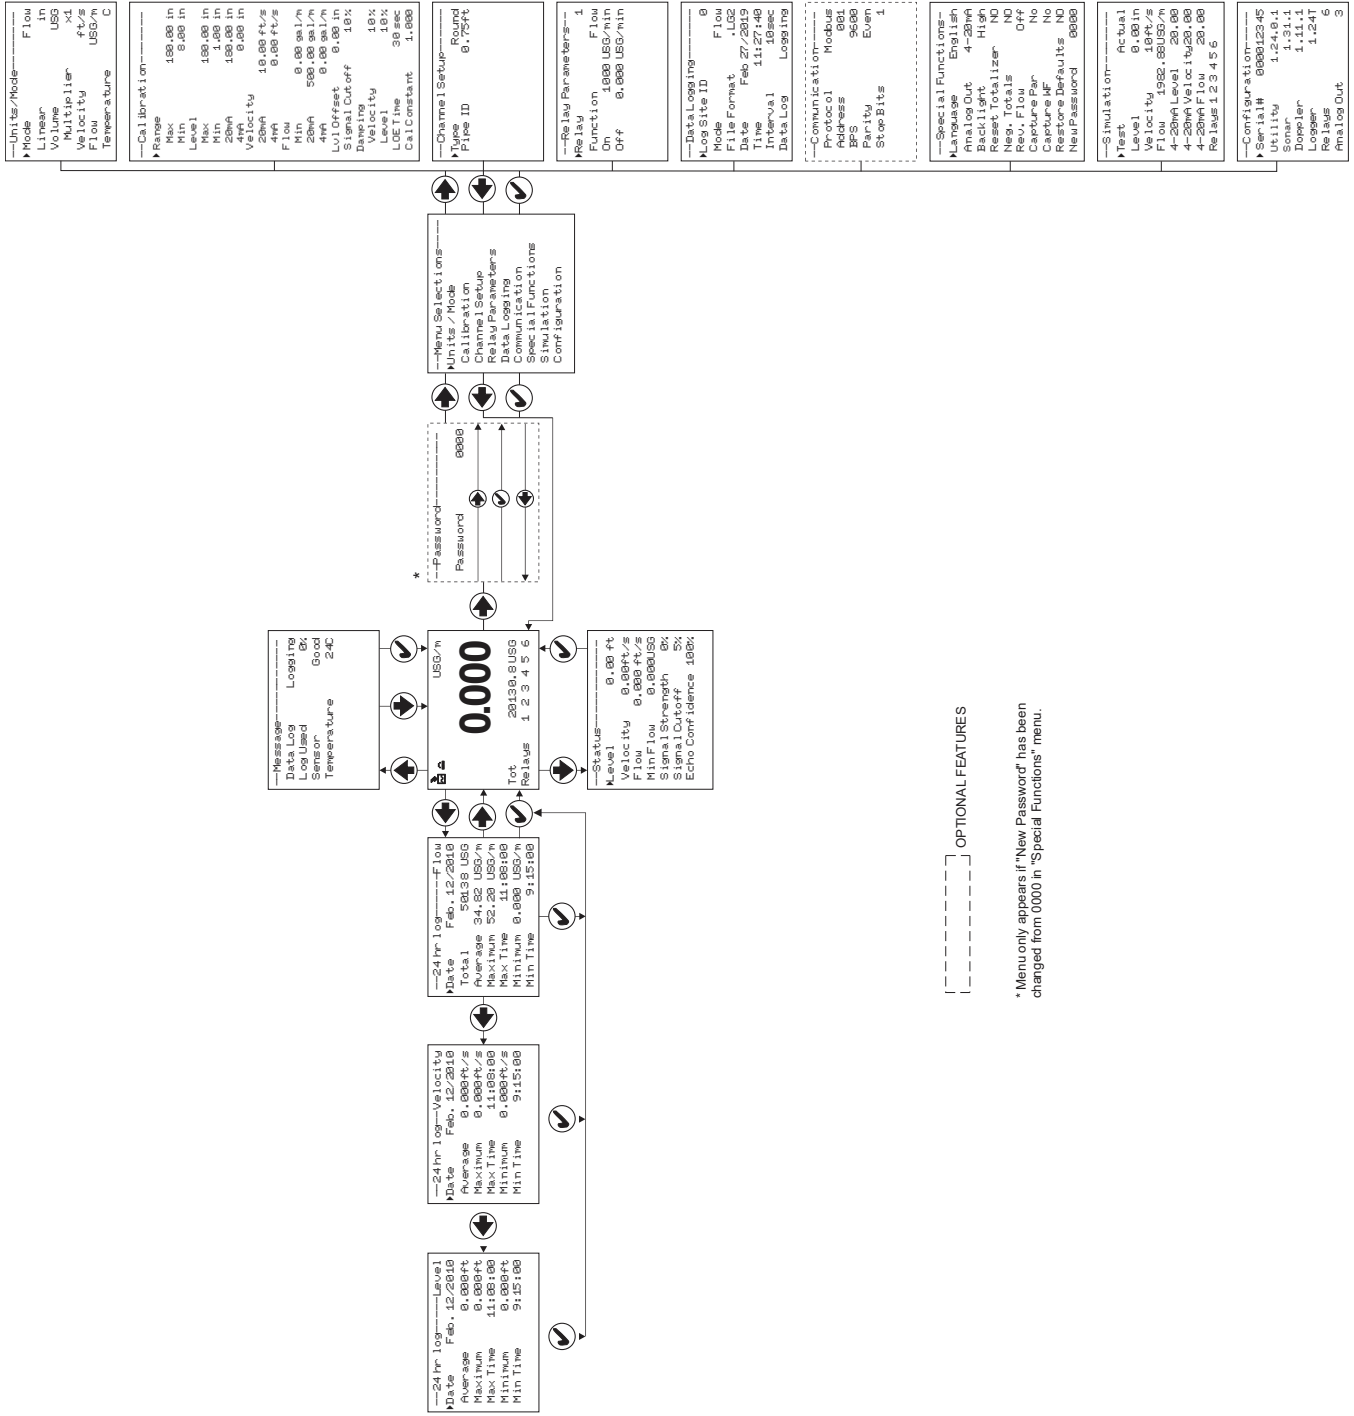 ---Units/Mode---------
▸Mode Flow
Linear in
Volume USG
Multiplier x1
Velocity ft/s
Flow USG/m
Temperature C
---Calibration--------
▸Range
Max 180.00 in
Min 8.00 in
Level
Max 180.00 in
Min 1.00 in
20mA 180.00 in
4mA 0.00 in
Velocity
20mA 10.00 ft/s
4mA 0.00 ft/s
Flow
Min 0.00 gal/m
20mA 500.00 gal/m
4mA 0.00 gal/m
Lvl Offset 0.00 in
Signal Cutoff 10%
Damping
Velocity 10%
Level 10%
LOE Time 30 sec
Cal Constant 1.000
---Channel Setup------
▸Type Round
Pipe ID 0.75ft
---Relay Parameters---
▸Relay 1
Function Flow
On 1000 USG/min
Off 0.000 USG/min
---Data Logging-------
▸Log Site ID 0
Mode Flow
File Format .LG2
Date Feb 27/2019
Time 11:27:40
Interval 10sec
Data Log Logging
---Communication------
Protocol Modbus
Address 001
BPS 9600
Parity Even
Stop Bits 1
---Special Functions-
▸Language English
Analog Out 4-20mA
Backlight High
Reset Totalizer NO
Neg. Totals NO
Rev. Flow Off
Capture Par No
Capture WF No
Restore Defaults NO
New Password 0000
---Simulation---------
▸Test Actual
Level 0.00in
Velocity 10ft/s
Flow 1982.88USG/m
4-20mA Level 20.00
4-20mA Velocity20.00
4-20mA Flow 20.00
Relays 1 2 3 4 5 6
---Configuration------
▸Serial# 000012345
Utility 1.24.0.1
Sonar 1.31.1
Doppler 1.11.1
Logger 1.24T
Relays 6
Analog Out 3
---Menu Selections----
▸Units / Mode
Calibration
Channel Setup
Relay Parameters
Data Logging
Communication
Special Functions
Simulation
Configuration
*
---Password-----------
Password 0000
---Message------------
Data Log Logging
Log Used 0%
Sensor Good
Temperature 24C
USG/m
0.000
Tot 20130.8USG
Relays 1 2 3 4 5 6
---Status-------------
▸Level 0.00 ft
Velocity 0.00ft/s
Flow 0.000 ft/s
Min Flow 0.000USG
Signal Strength 0%
Signal Cutoff 5%
Echo Confidence 100%
---24 hr log-----Flow
▸Date Feb. 12/2010
Total 50138 USG
Average 34.82 USG/m
Maximum 52.20 USG/m
Max Time 11:08:00
Minimum 0.000 USG/m
Min Time 9:15:00
---24 hr log---Velocity
▸Date Feb. 12/2010
Average 0.000ft/s
Maximum 0.000ft/s
Max Time 11:08:00
Minimum 0.000ft/s
Min Time 9:15:00
---24 hr log-----Level
▸Date Feb. 12/2010
Average 0.000ft
Maximum 0.000ft
Max Time 11:08:00
Minimum 0.000ft
Min Time 9:15:00
OPTIONAL FEATURES
* Menu only appears if "New Password" has been
changed from 0000 in "Special Functions" menu.